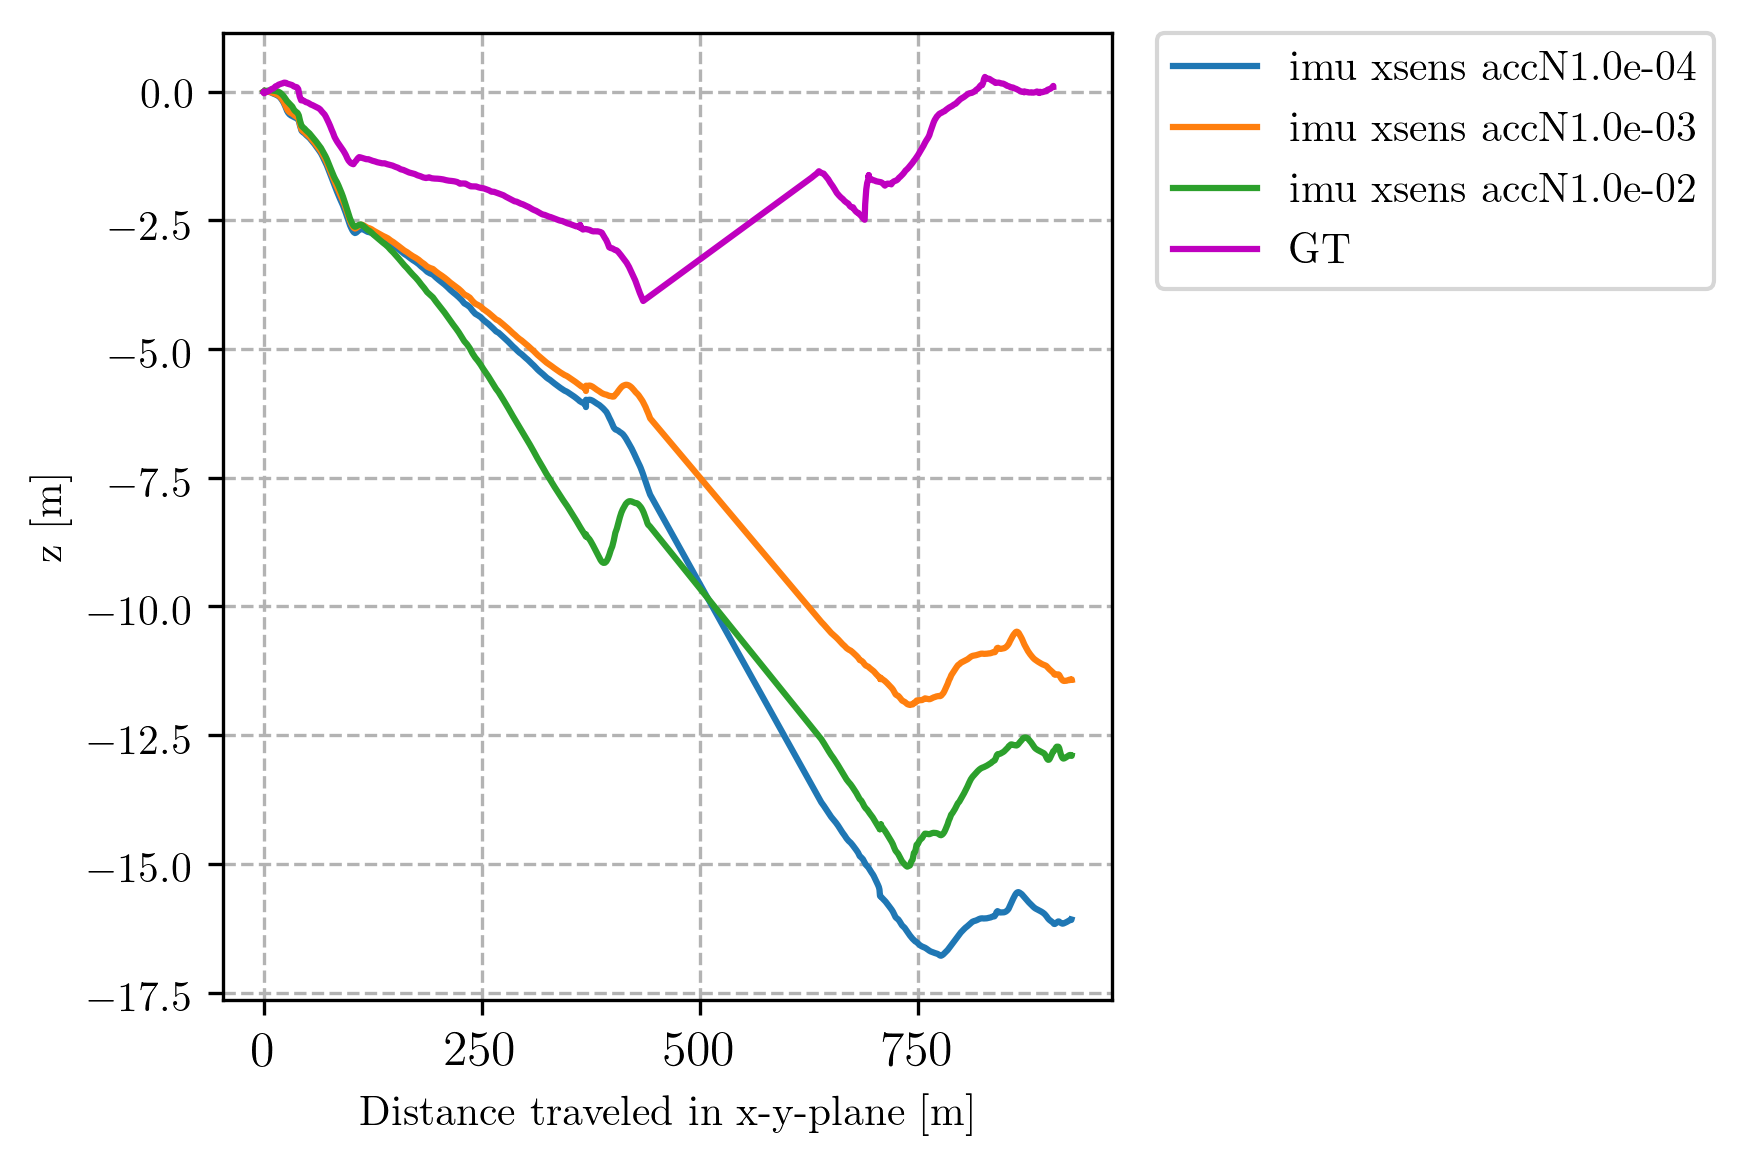 imu xsens accN1.0e-04
imu xsens accN1.0e-03
imu xsens accN1.0e-02
GT
0.0
−2.5
−5.0
−7.5
−10.0
−12.5
−15.0
−17.5
z [m]
0 250 500 750
Distance traveled in x-y-plane [m]